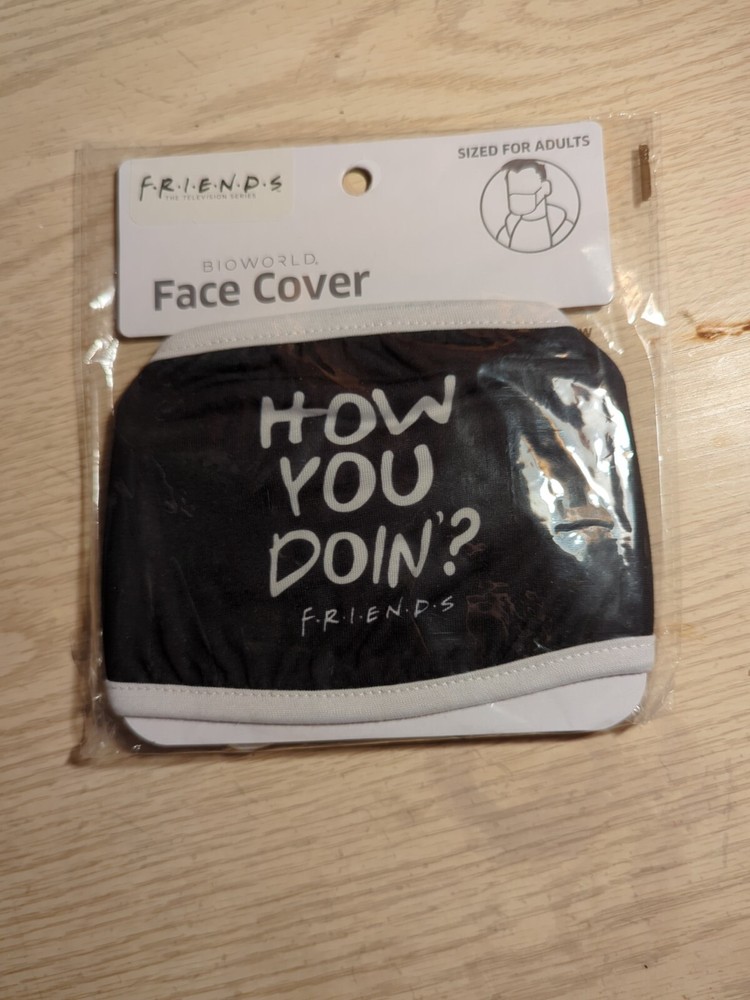 F·R·I·E·N·D·S
THE TELEVISION SERIES
SIZED FOR ADULTS
BIOWORLD
Face Cover
HOW
YOU
DOIN'?
F·R·I·E·N·D·S